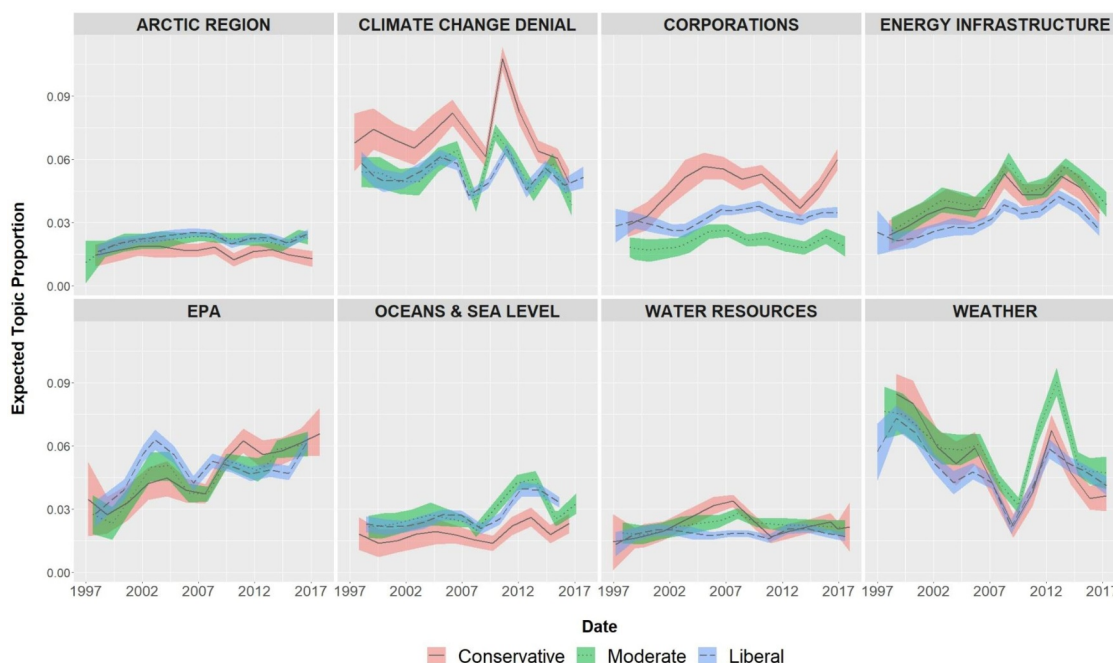 ARCTIC REGION CLIMATE CHANGE DENIAL CORPORATIONS ENERGY INFRASTRUCTURE
0.09
0.06
0.03
0.00
EPA OCEANS & SEA LEVEL WATER RESOURCES WEATHER
0.09
0.06
0.03
0.00
Expected Topic Proportion
1997 2002 2007 2012 2017 1997 2002 2007 2012 2017 1997 2002 2007 2012 2017 1997 2002 2007 2012 2017
Date
Conservative Moderate Liberal